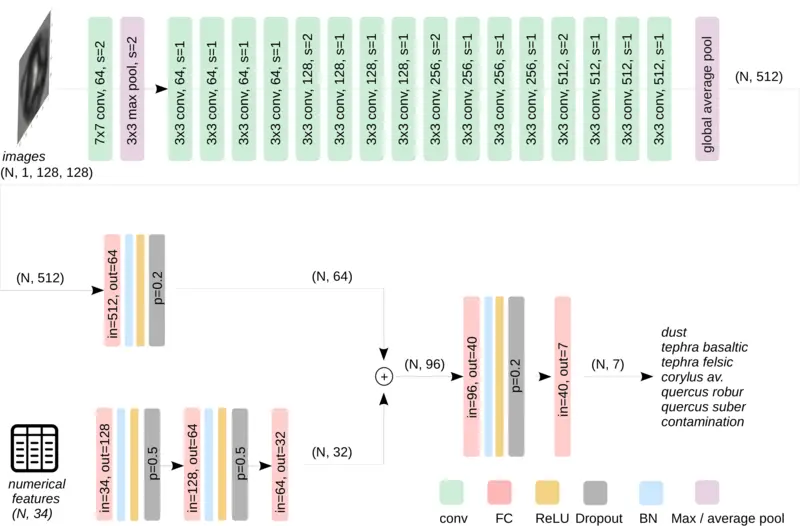 7x7 conv, 64, s=2
3x3 max pool, s=2
3x3 conv, 64, s=1
3x3 conv, 64, s=1
3x3 conv, 64, s=1
3x3 conv, 64, s=1
3x3 conv, 128, s=2
3x3 conv, 128, s=1
3x3 conv, 128, s=1
3x3 conv, 128, s=1
3x3 conv, 256, s=2
3x3 conv, 256, s=1
3x3 conv, 256, s=1
3x3 conv, 256, s=1
3x3 conv, 512, s=2
3x3 conv, 512, s=1
3x3 conv, 512, s=1
3x3 conv, 512, s=1
global average pool
(N, 512)
images
(N, 1, 128, 128)
(N, 512)
in=512, out=64
p=0.2
(N, 64)
+
(N, 96)
in=96, out=40
p=0.2
in=40, out=7
(N, 7)
dust
tephra basaltic
tephra felsic
corylus av.
quercus robur
quercus suber
contamination
numerical
features
(N, 34)
in=34, out=128
p=0.5
in=128, out=64
p=0.5
in=64, out=32
(N, 32)
conv
FC
ReLU
Dropout
BN
Max / average pool